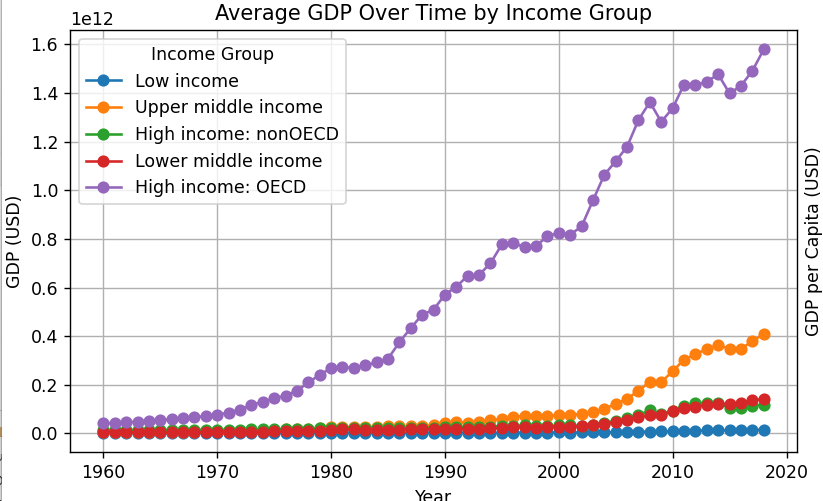 Average GDP Over Time by Income Group
1e12
Income Group
Low income
Upper middle income
High income: nonOECD
Lower middle income
High income: OECD
GDP (USD)
1.6
1.4
1.2
1.0
0.8
0.6
0.4
0.2
0.0
GDP per Capita (USD)
1960 1970 1980 1990 2000 2010 2020
Year